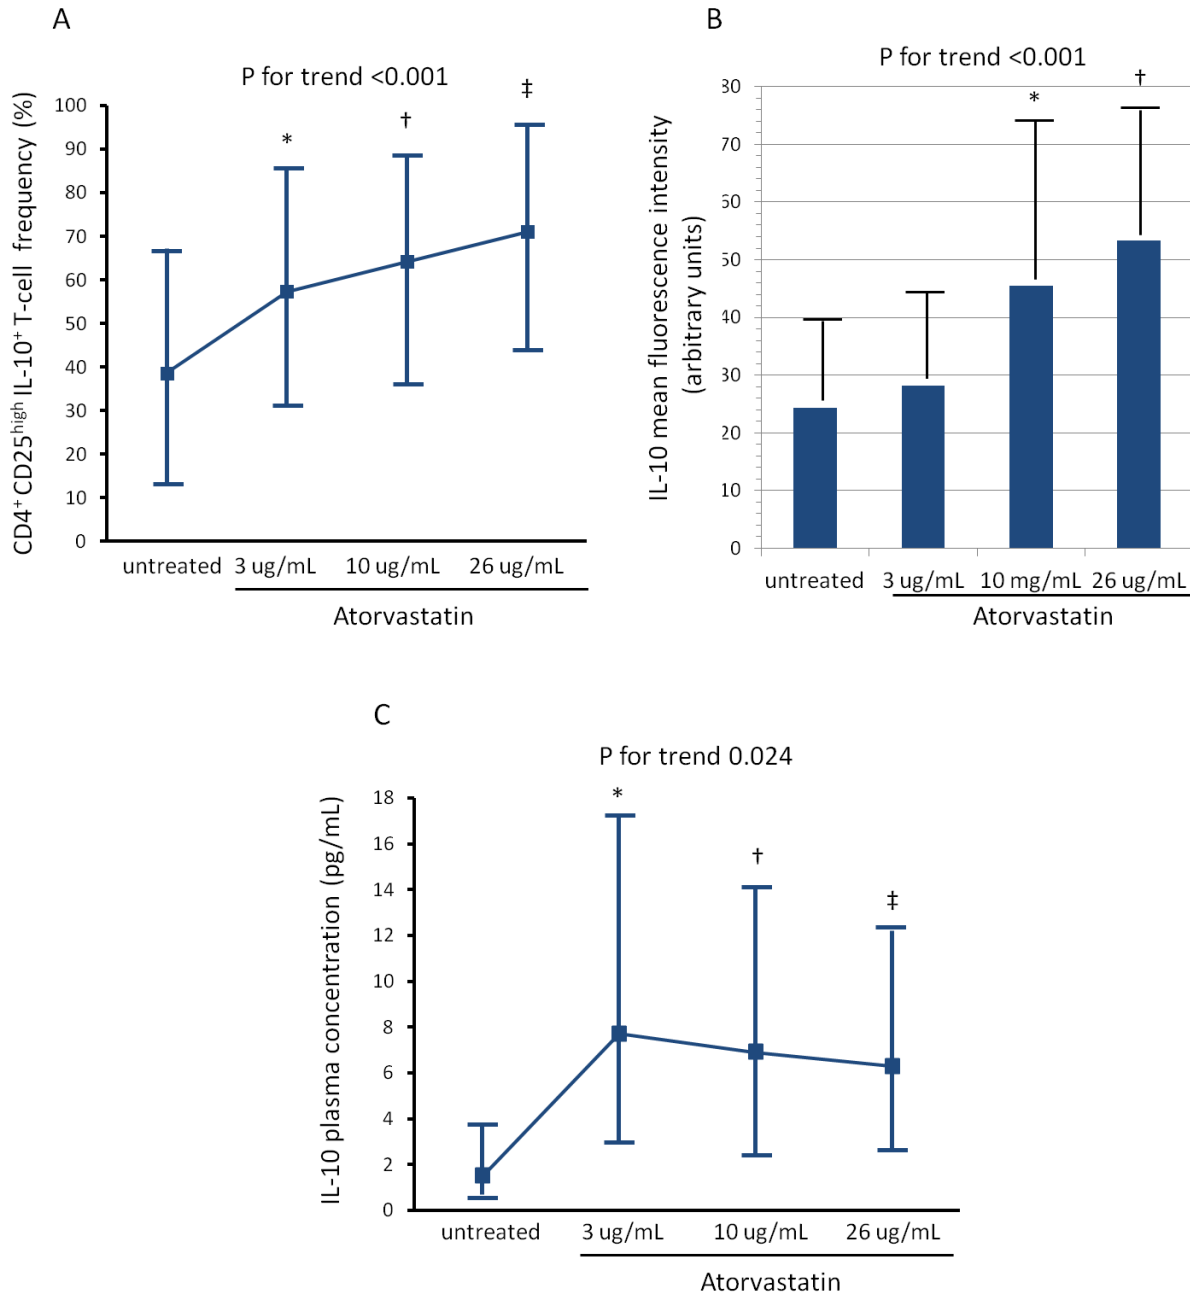 A
P for trend <0.001
CD4⁺ CD25ʰⁱᵍʰ IL-10⁺ T-cell frequency (%)
100
90
80
70
60
50
40
30
20
10
0
*
†
‡
untreated
3 ug/mL
10 ug/mL
26 ug/mL
Atorvastatin
B
P for trend <0.001
IL-10 mean fluorescence intensity
(arbitrary units)
80
70
60
50
40
30
20
10
0
*
†
untreated
3 ug/mL
10 mg/mL
26 ug/mL
Atorvastatin
C
P for trend 0.024
IL-10 plasma concentration (pg/mL)
18
16
14
12
10
8
6
4
2
0
*
†
‡
untreated
3 ug/mL
10 ug/mL
26 ug/mL
Atorvastatin